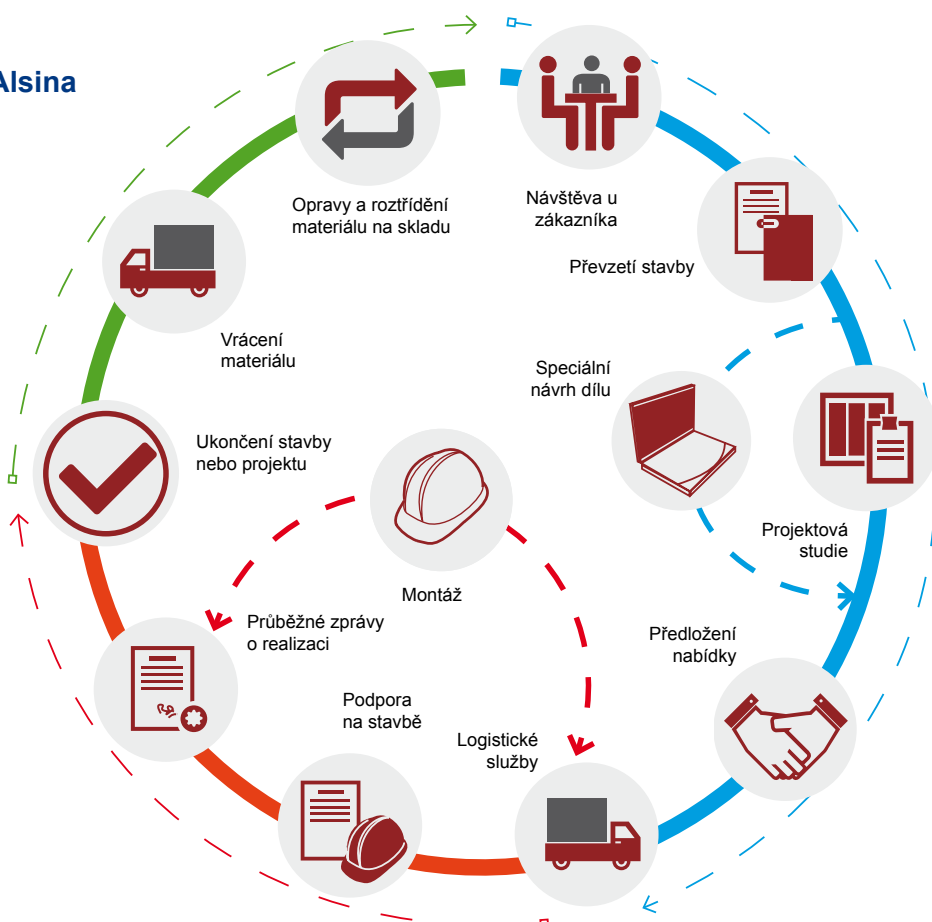 Alsina
Návštěva u
zákazníka
Opravy a roztřídění
materiálu na skladu
Převzetí stavby
Vrácení
materiálu
Speciální
návrh dílu
Ukončení stavby
nebo projektu
Projektová
studie
Montáž
Průběžné zprávy
o realizaci
Předložení
nabídky
Podpora
na stavbě
Logistické
služby